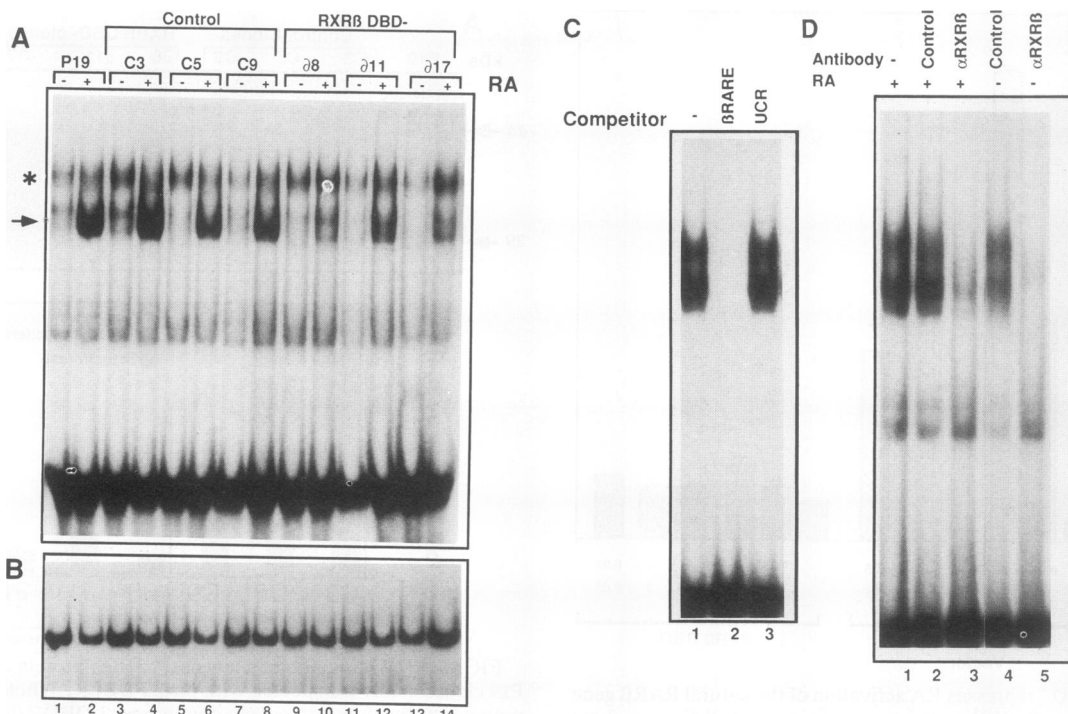 A
Control
RXRß DBD-
P19 C3 C5 C9 ∂8 ∂11 ∂17
- + - + - + - + - + - + - + RA
*
B
1 2 3 4 5 6 7 8 9 10 11 12 13 14
C
Competitor - ßRARE UCR
1 2 3
D
Antibody - Control αRXRß Control αRXRß
RA + + + - -
1 2 3 4 5